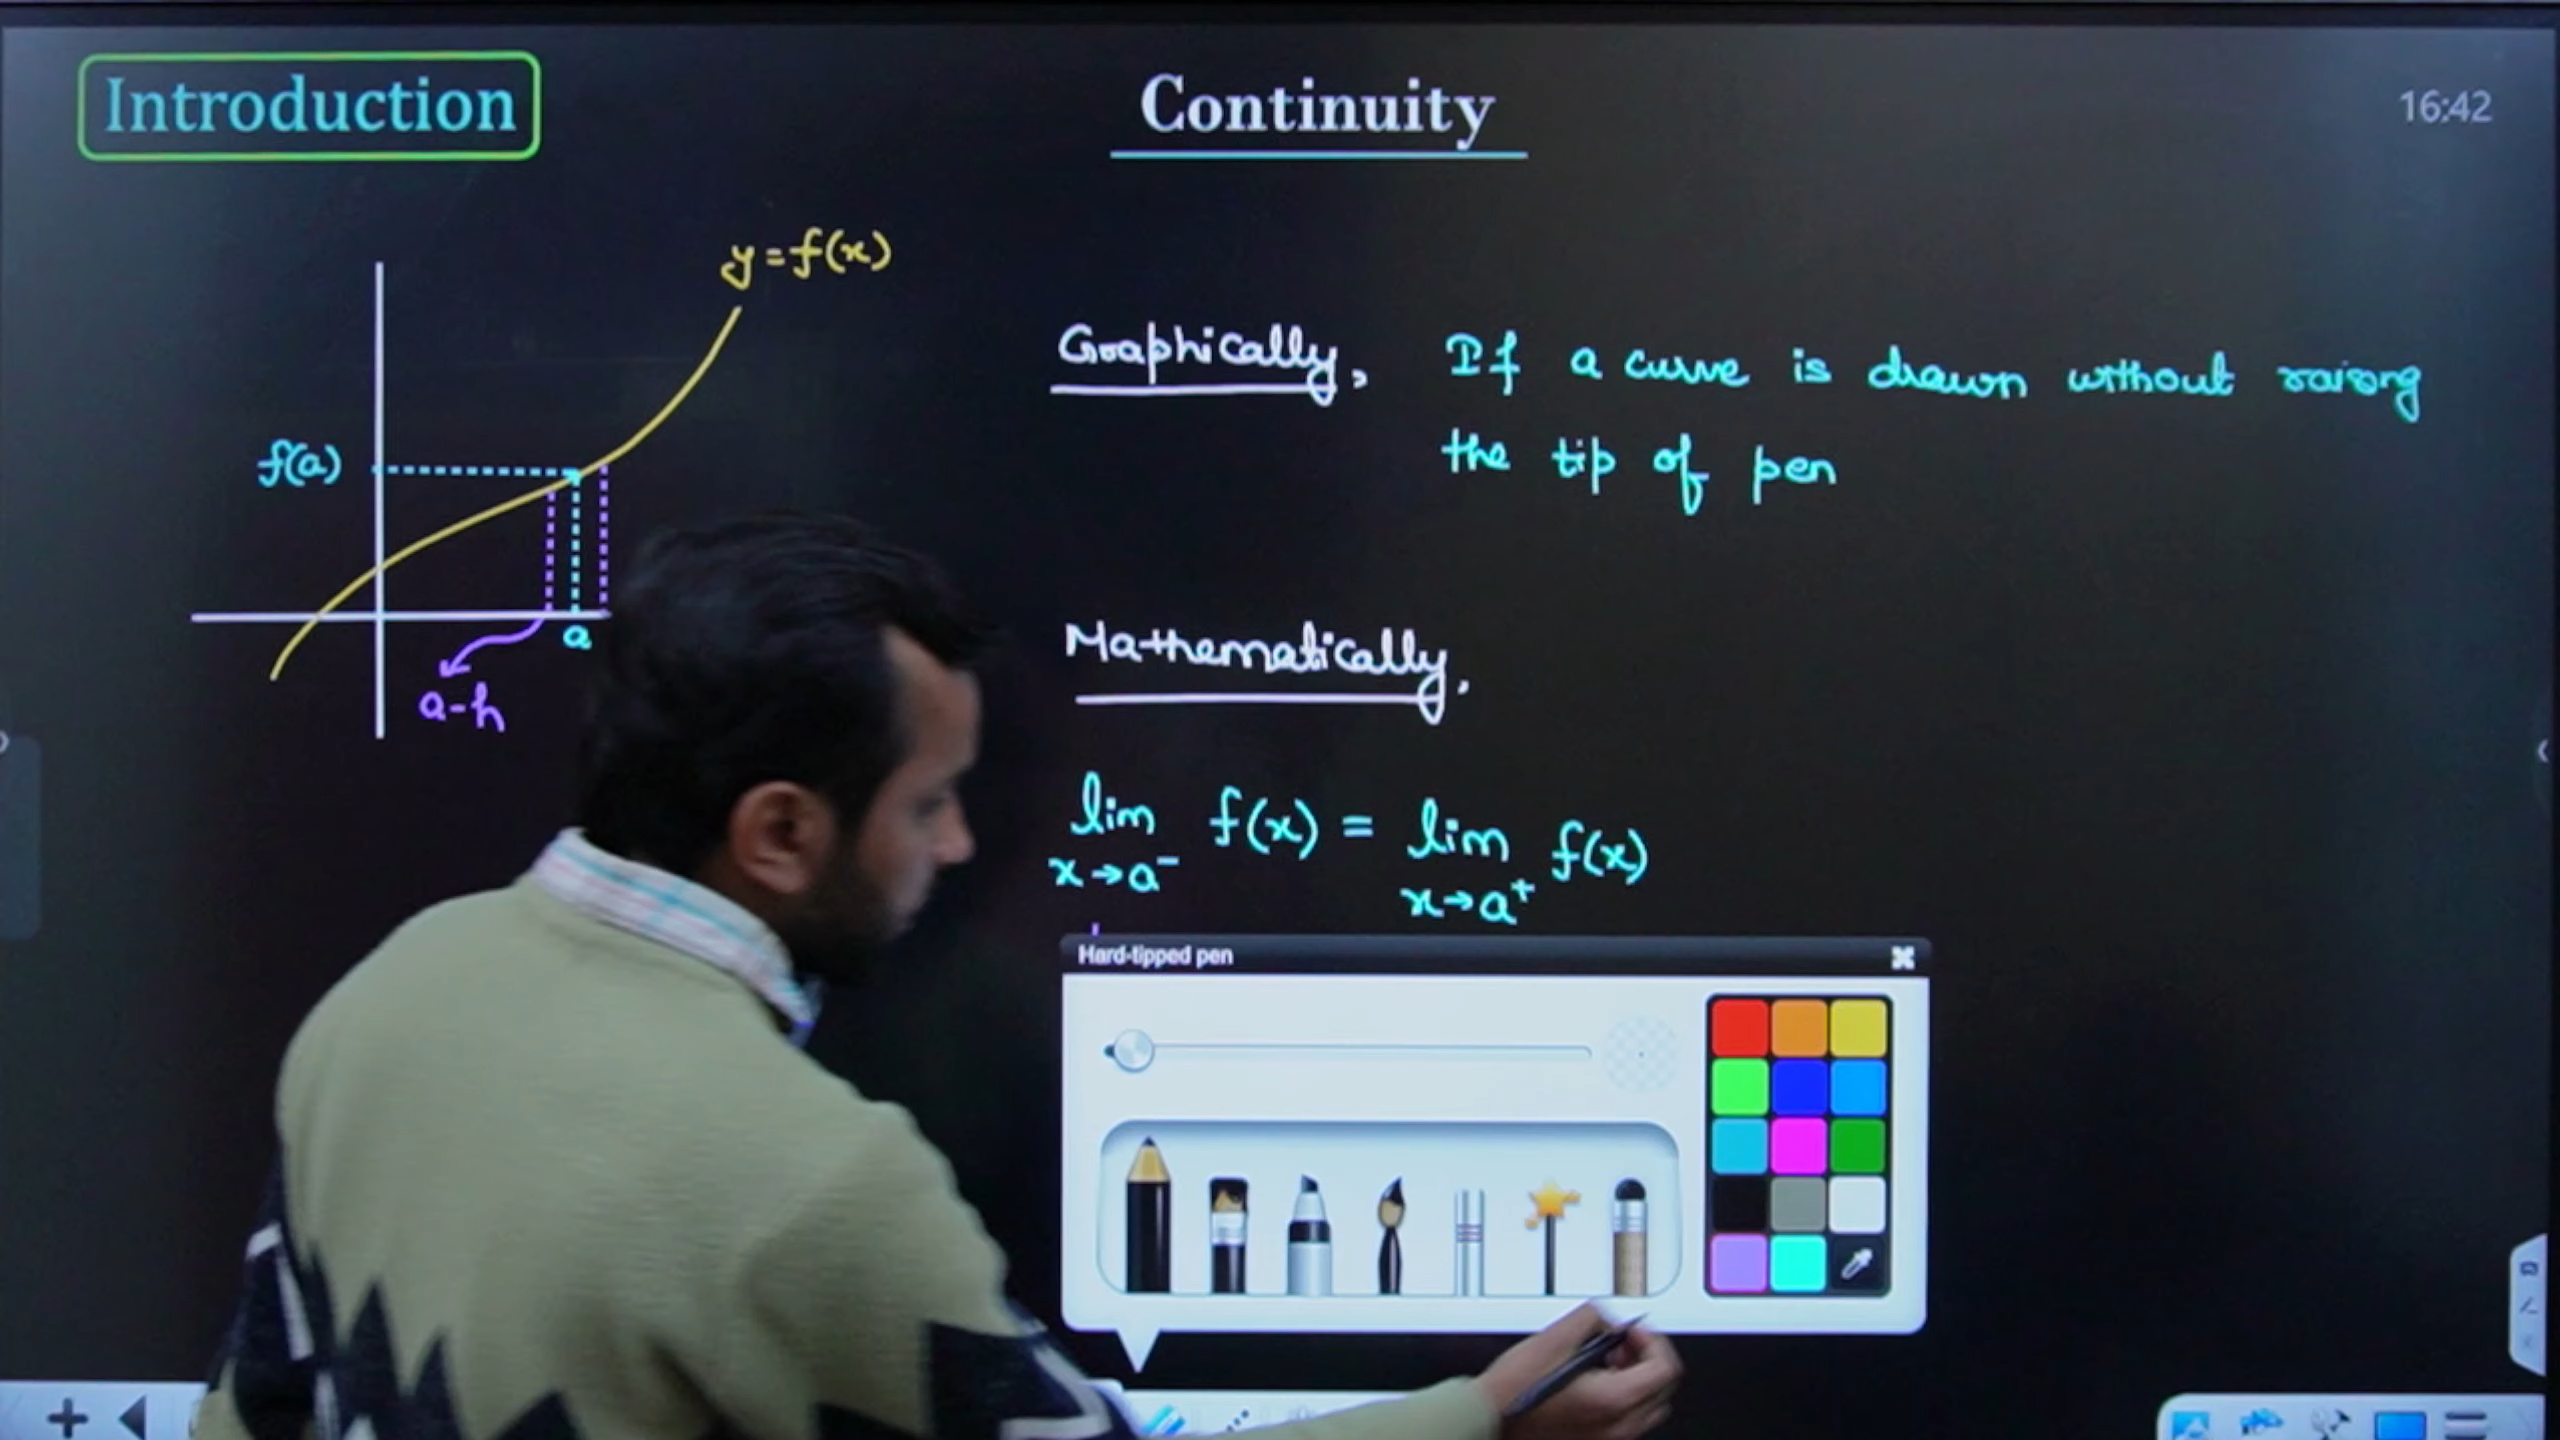 Introduction
Continuity
16:42
y = f(x)
f(a)
a
a-h
Graphically, If a curve is drawn without raising
the tip of pen
Mathematically,
lim f(x) = lim f(x)
x→a⁻ x→a⁺
Hard-tipped pen